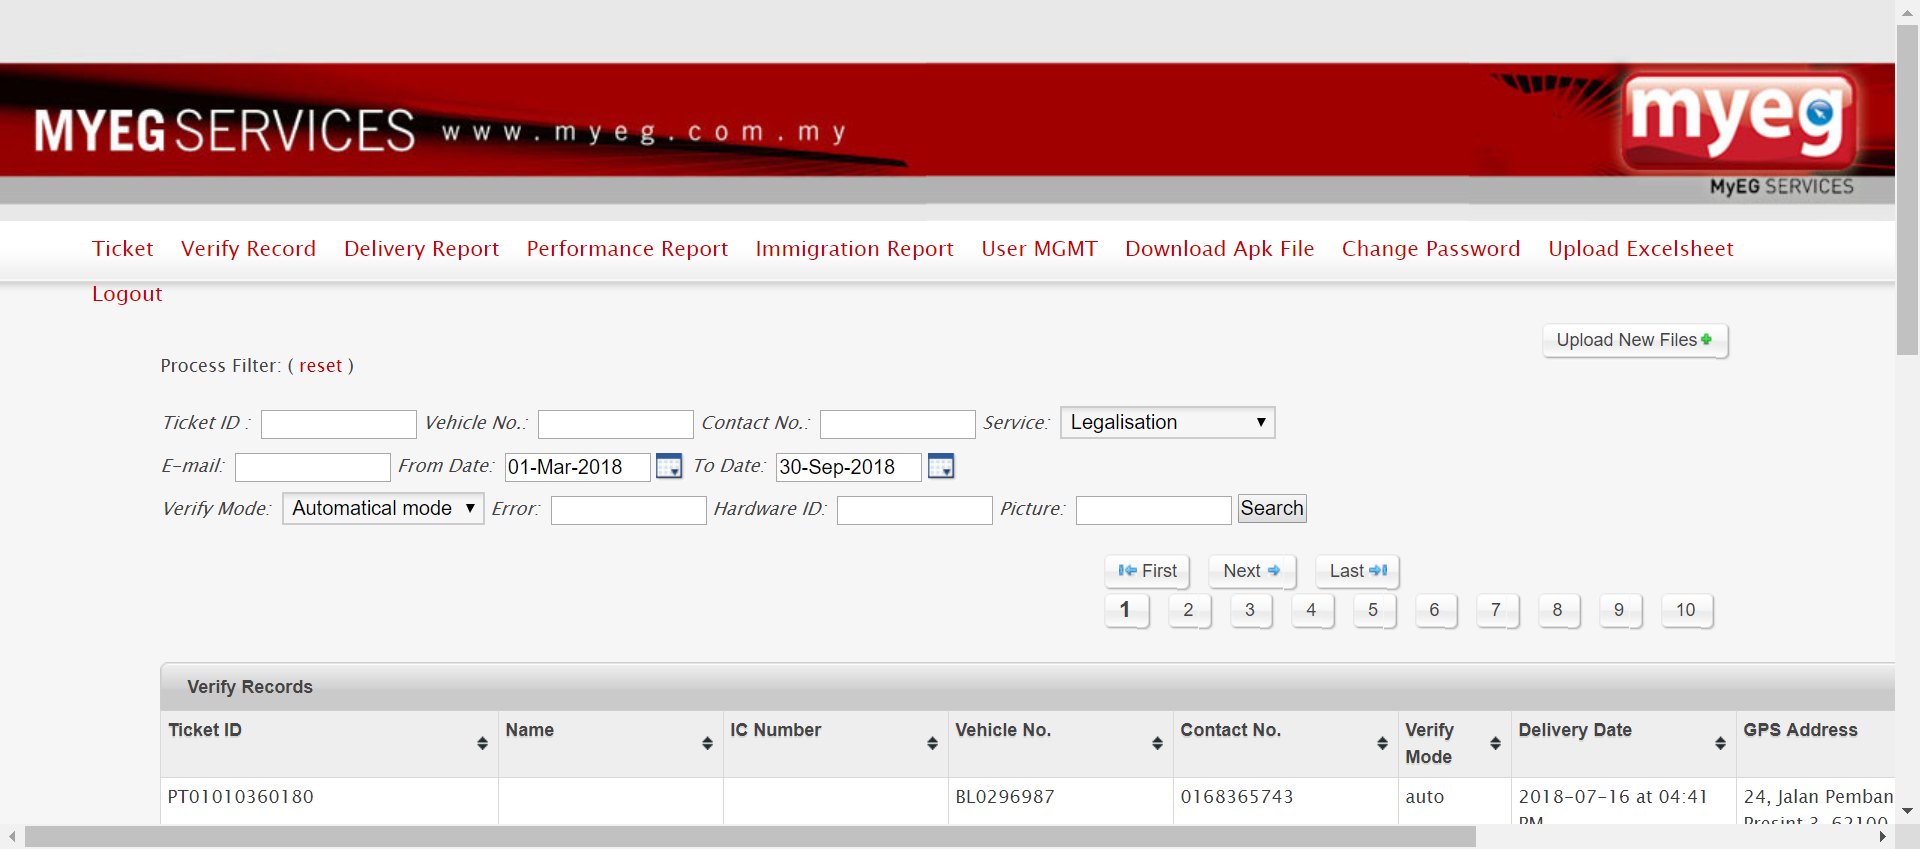 MYEG SERVICES www.myeg.com.my
myeg
MyEG SERVICES
Ticket Verify Record Delivery Report Performance Report Immigration Report User MGMT Download Apk File Change Password Upload Excelsheet
Logout
Upload New Files
Process Filter: ( reset )
Ticket ID : Vehicle No.: Contact No.: Service: Legalisation
E-mail: From Date: 01-Mar-2018 To Date: 30-Sep-2018
Verify Mode: Automatical mode Error: Hardware ID: Picture: Search
First Next Last
1 2 3 4 5 6 7 8 9 10
Verify Records
Ticket ID Name IC Number Vehicle No. Contact No. Verify Mode Delivery Date GPS Address
PT01010360180 BL0296987 0168365743 auto 2018-07-16 at 04:41 24, Jalan Pemban
PM Presint 3, 62100